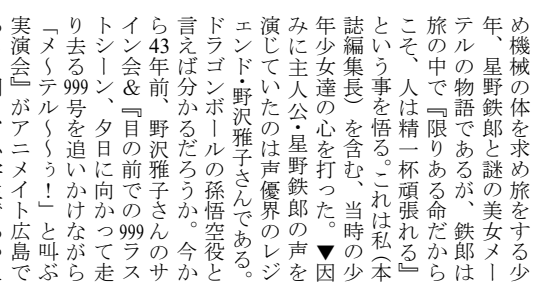 め機械の体を求め旅をする少
年、星野鉄郎と謎の美女メー
テルの物語であるが、鉄郎は
旅の中で『限りある命だから
こそ、人は精一杯頑張れる』
という事を悟る。これは私（本
誌編集長）を含む、当時の少
年少女達の心を打った。▼因
みに主人公・星野鉄郎の声を
演じていたのは声優界のレジ
ェンド・野沢雅子さんである。
ドラゴンボールの孫悟空役と
言えば分かるだろうか。今か
ら43年前、野沢雅子さんのサ
イン会＆『目の前での999ラス
トシーン、夕日に向かって走
り去る999号を追いかけながら
「メ～テル～～ぅ！」と叫ぶ
実演会』がアニメイト広島で